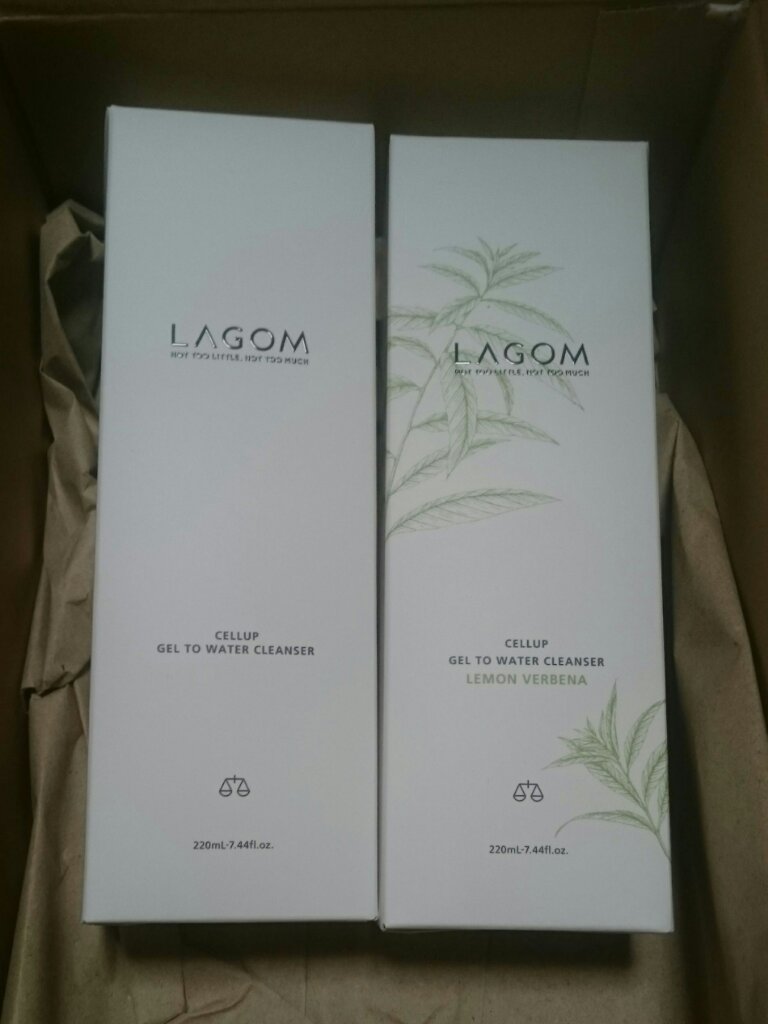 LAGOM
NOT TOO LITTLE, NOT TOO MUCH
CELLUP
GEL TO WATER CLEANSER
220mL·7.44fl.oz.
LAGOM
NOT TOO LITTLE, NOT TOO MUCH
CELLUP
GEL TO WATER CLEANSER
LEMON VERBENA
220mL·7.44fl.oz.